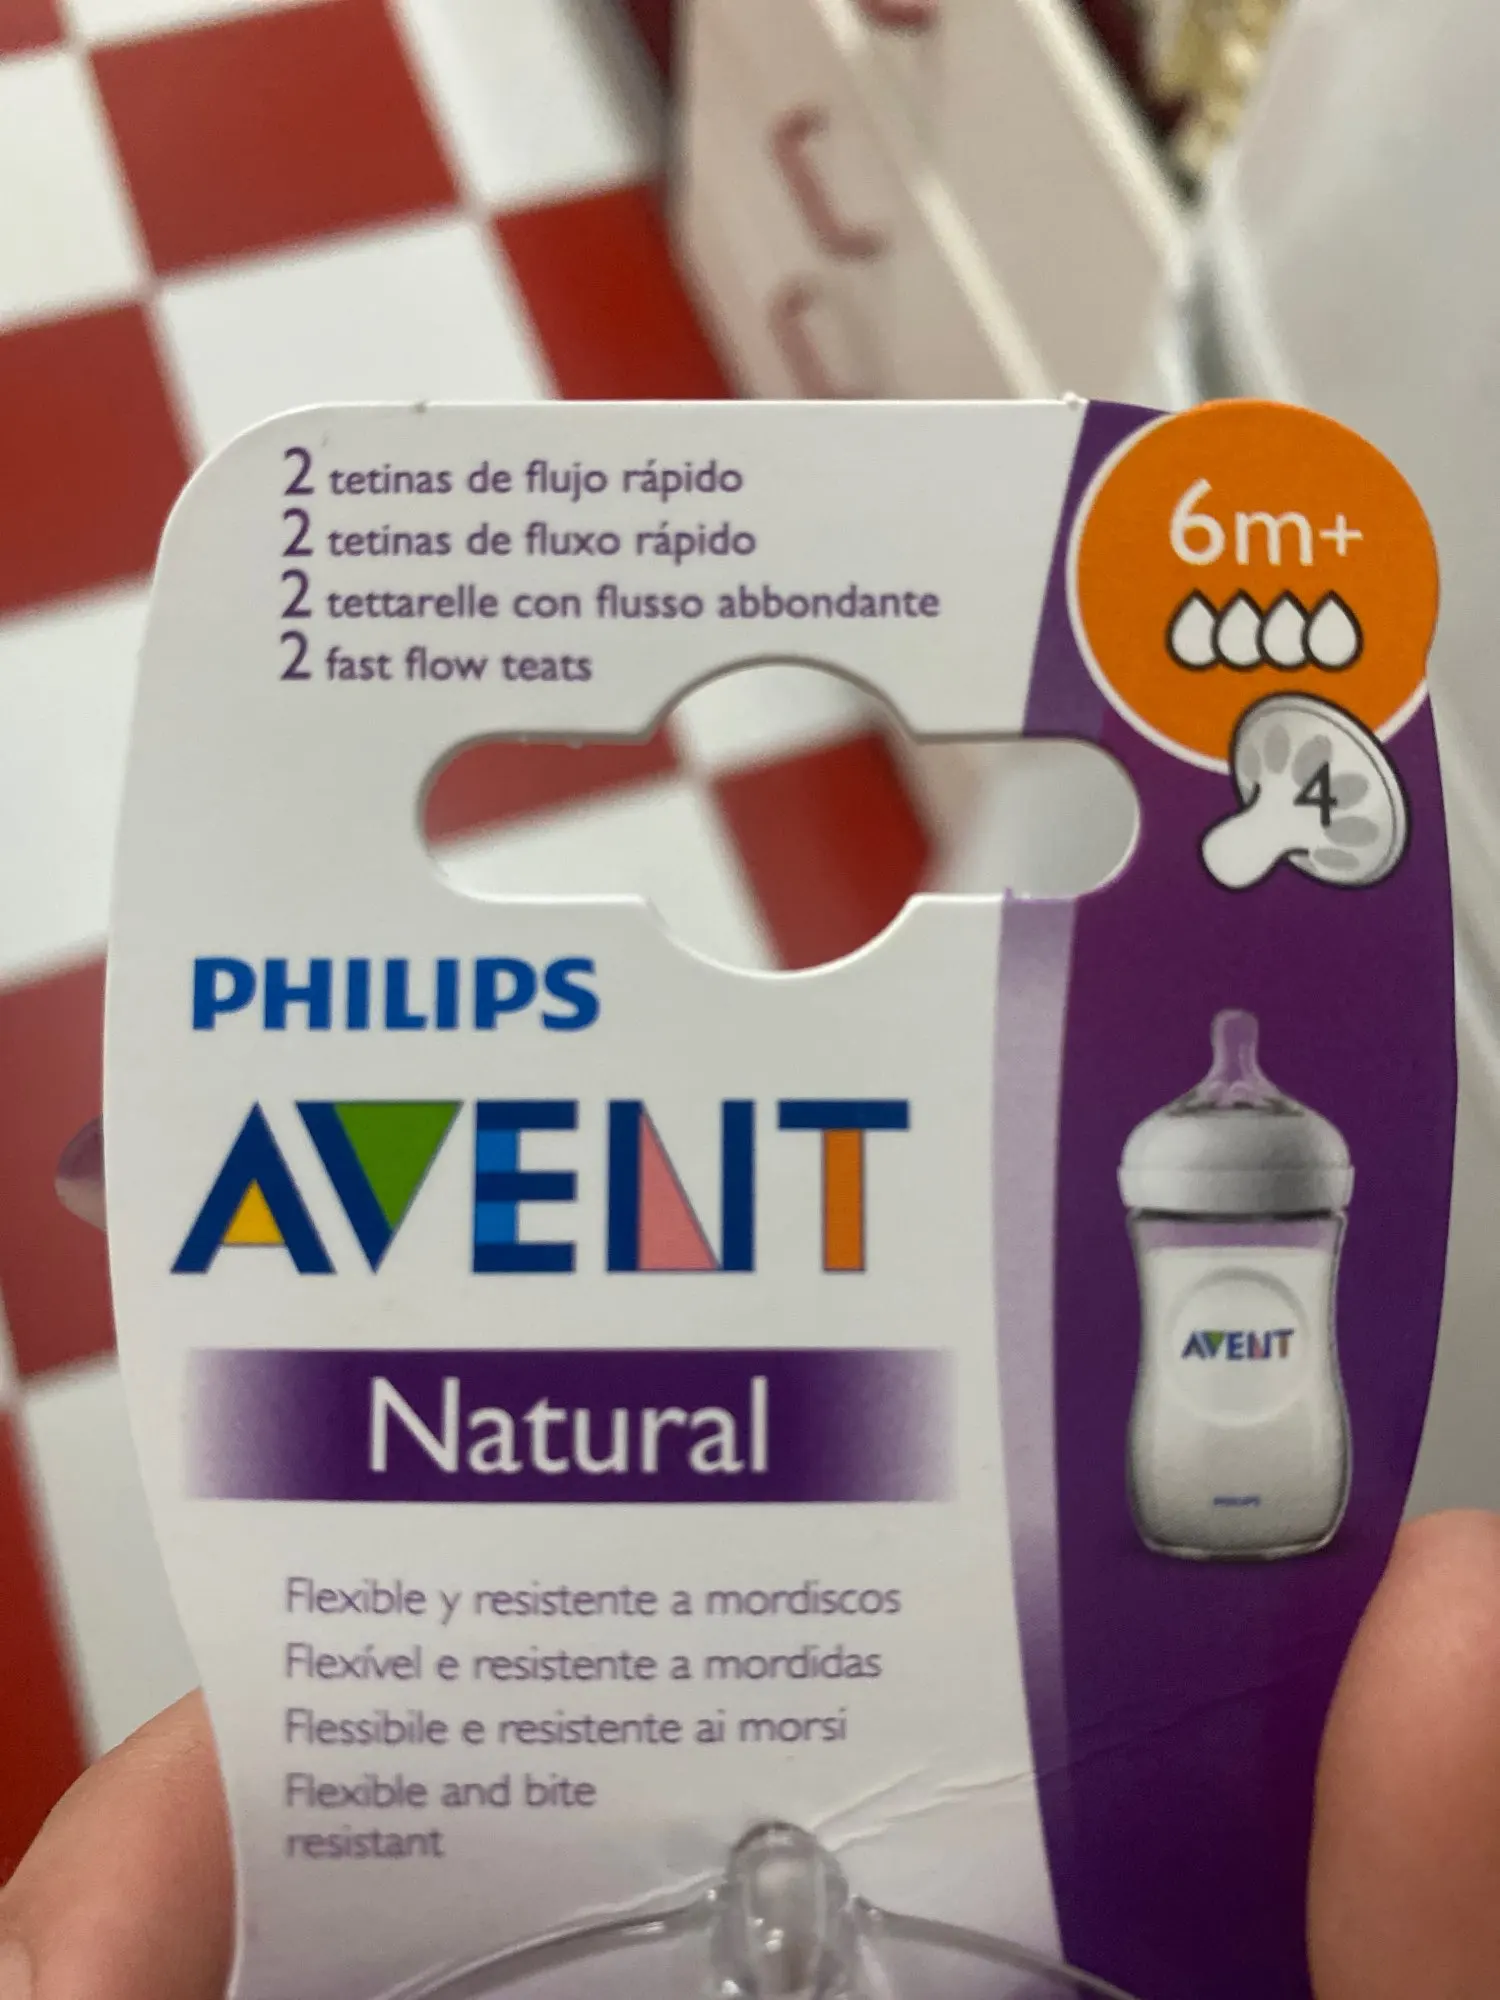 2 tetinas de flujo rápido
2 tetinas de fluxo rápido
2 tettarelle con flusso abbondante
2 fast flow teats
6m+
4
PHILIPS
AVENT
Natural
AVENT
PHILIPS
Flexible y resistente a mordiscos
Flexível e resistente a mordidas
Flessibile e resistente ai morsi
Flexible and bite
resistant